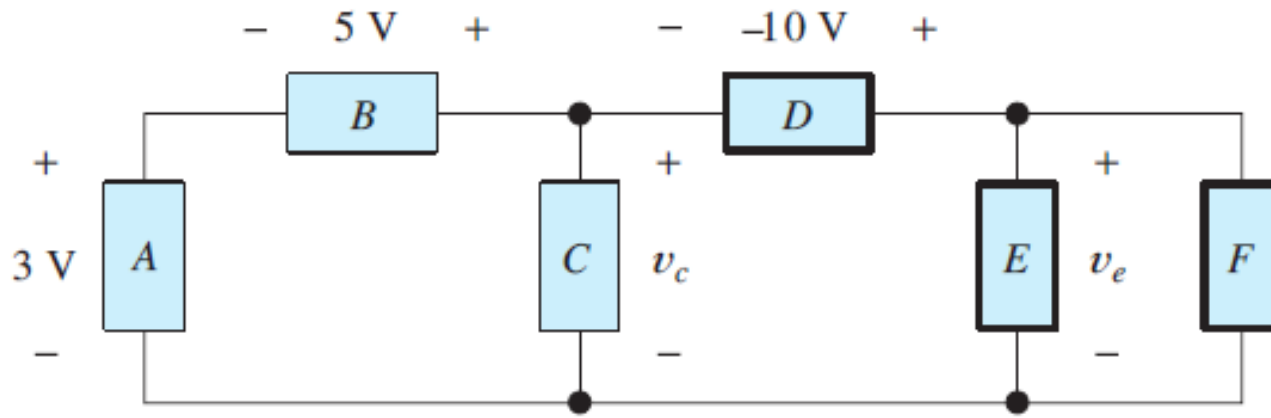 − 5 V + − −10 V +
B D
+ + +
3 V A C v_c E v_e F
− − −